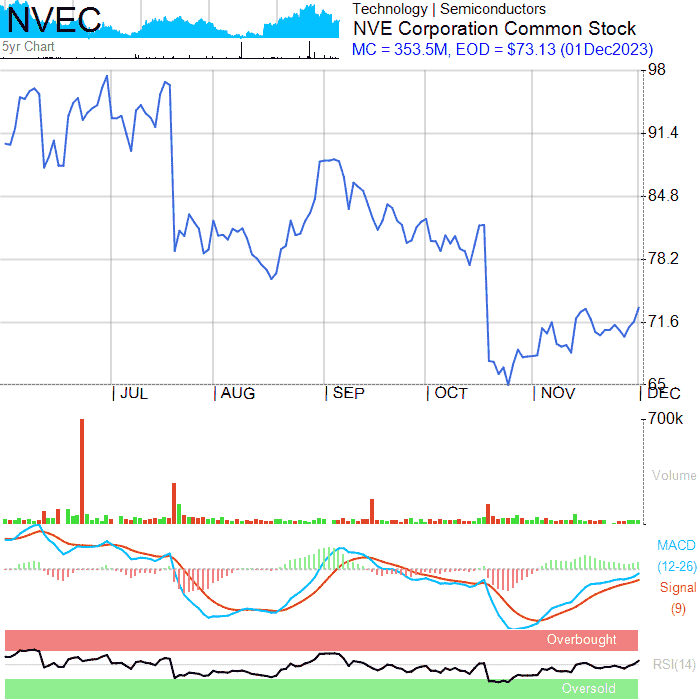 NVEC
5yr Chart
Technology | Semiconductors
NVE Corporation Common Stock
MC = 353.5M, EOD = $73.13 (01Dec2023)
98
91.4
84.8
78.2
71.6
65
| JUL | AUG | SEP | OCT | NOV | DEC
700k
Volume
MACD
(12-26)
Signal
(9)
Overbought
RSI(14)
Oversold